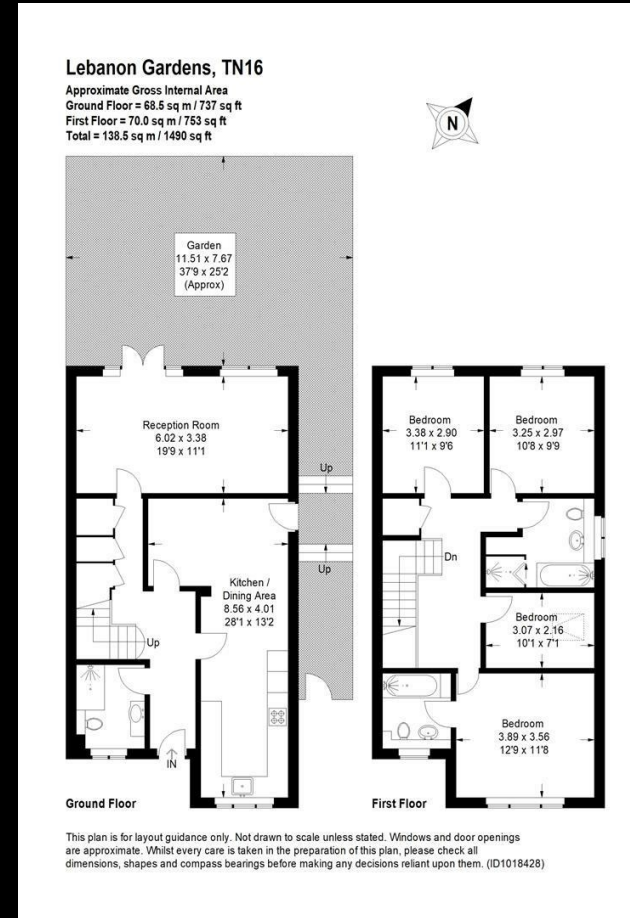 Lebanon Gardens, TN16
Approximate Gross Internal Area
Ground Floor = 68.5 sq m / 737 sq ft
First Floor = 70.0 sq m / 753 sq ft
Total = 138.5 sq m / 1490 sq ft
N
Garden
11.51 x 7.67
37'9 x 25'2
(Approx)
Reception Room
6.02 x 3.38
19'9 x 11'1
Up
Up
Kitchen /
Dining Area
8.56 x 4.01
28'1 x 13'2
Up
IN
Ground Floor
Bedroom
3.38 x 2.90
11'1 x 9'6
Bedroom
3.25 x 2.97
10'8 x 9'9
Dn
Bedroom
3.07 x 2.16
10'1 x 7'1
Bedroom
3.89 x 3.56
12'9 x 11'8
First Floor
This plan is for layout guidance only. Not drawn to scale unless stated. Windows and door openings
are approximate. Whilst every care is taken in the preparation of this plan, please check all
dimensions, shapes and compass bearings before making any decisions reliant upon them. (ID1018428)